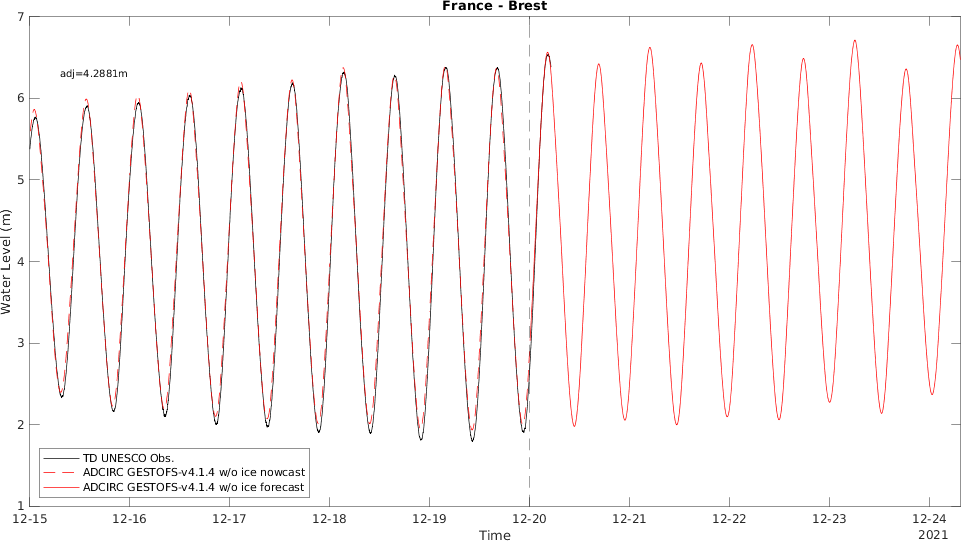 France - Brest
adj=4.2881m
7
6
5
4
3
2
1
Water Level (m)
TD UNESCO Obs.
ADCIRC GESTOFS-v4.1.4 w/o ice nowcast
ADCIRC GESTOFS-v4.1.4 w/o ice forecast
12-15 12-16 12-17 12-18 12-19 12-20 12-21 12-22 12-23 12-24
Time
2021